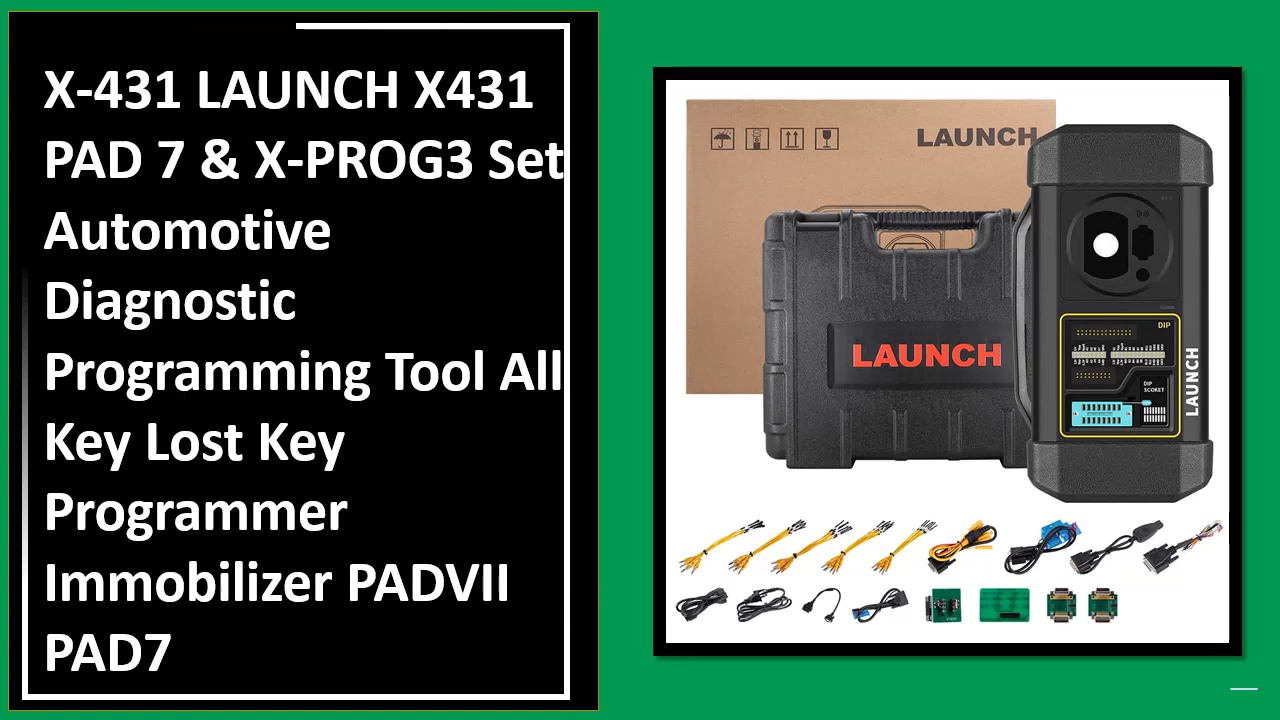 X-431 LAUNCH X431
PAD 7 & X-PROG3 Set
Automotive
Diagnostic
Programming Tool All
Key Lost Key
Programmer
Immobilizer PADVII
PAD7
LAUNCH
LAUNCH
DIP
DIP
SCOKET
LAUNCH